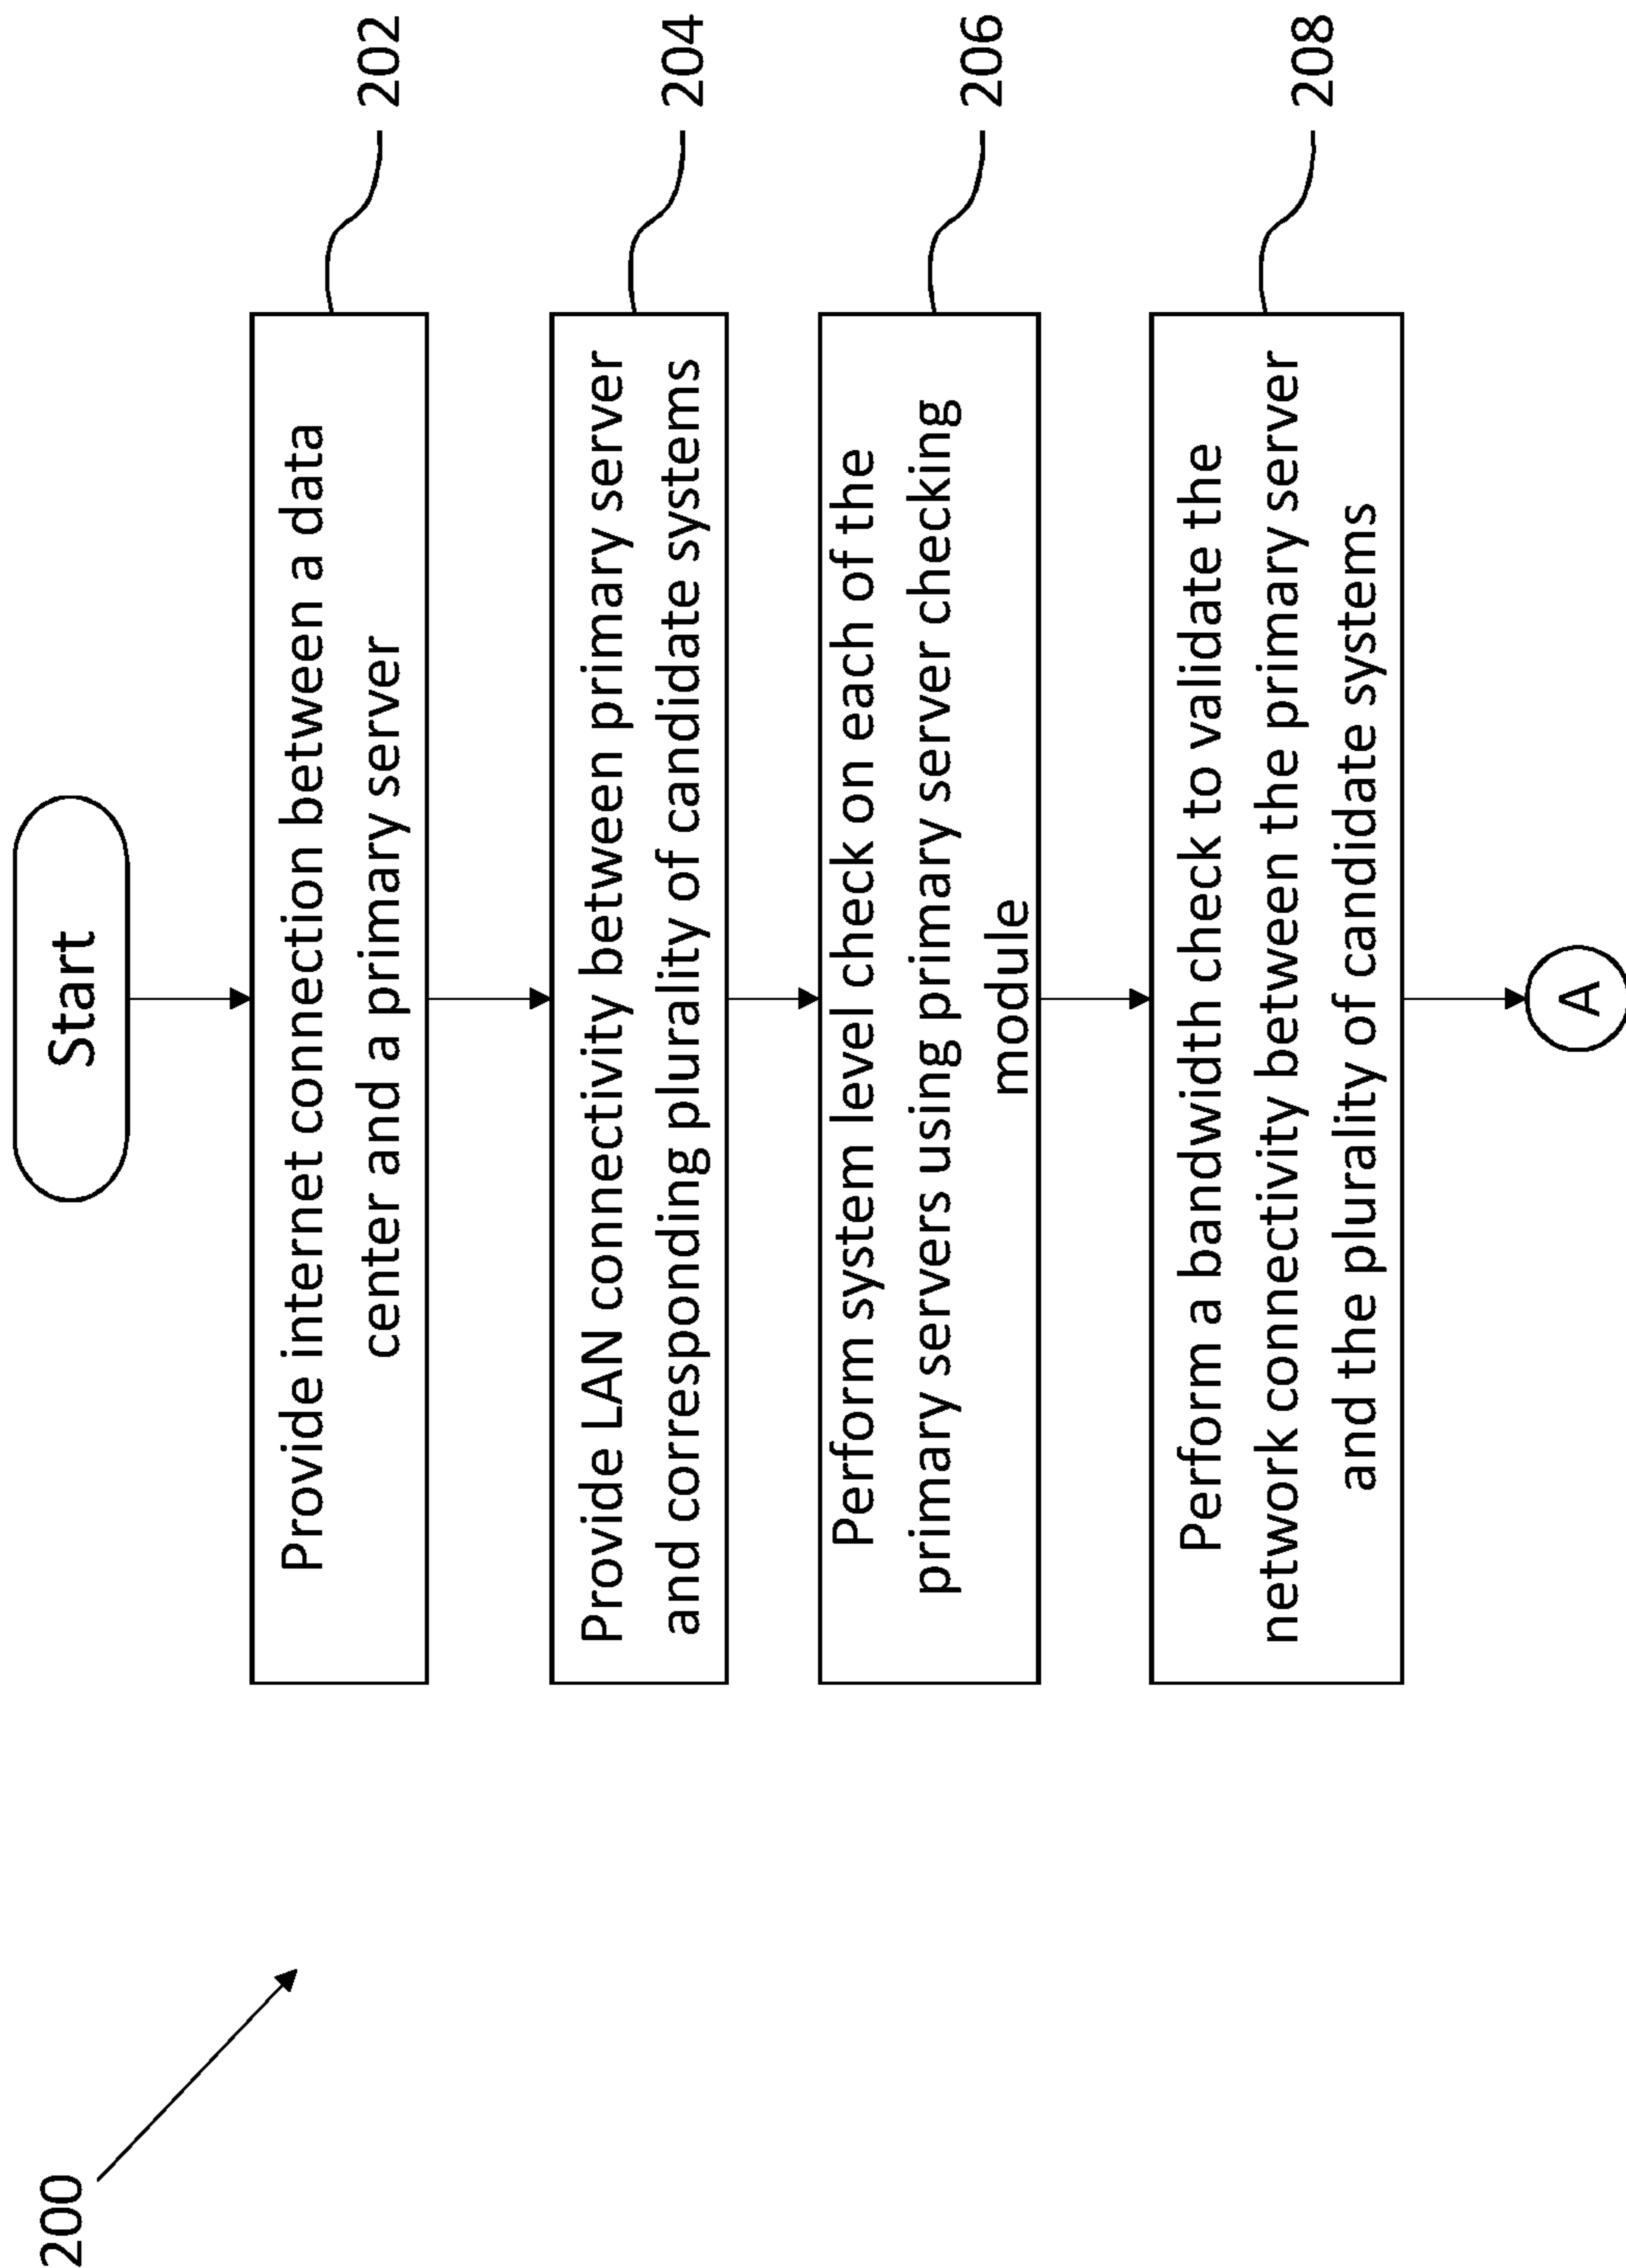 200
Start
Provide internet connection between a data
center and a primary server
202
Provide LAN connectivity between primary server
and corresponding plurality of candidate systems
204
Perform system level check on each of the
primary servers using primary server checking
module
206
Perform a bandwidth check to validate the
network connectivity between the primary server
and the plurality of candidate systems
208
A